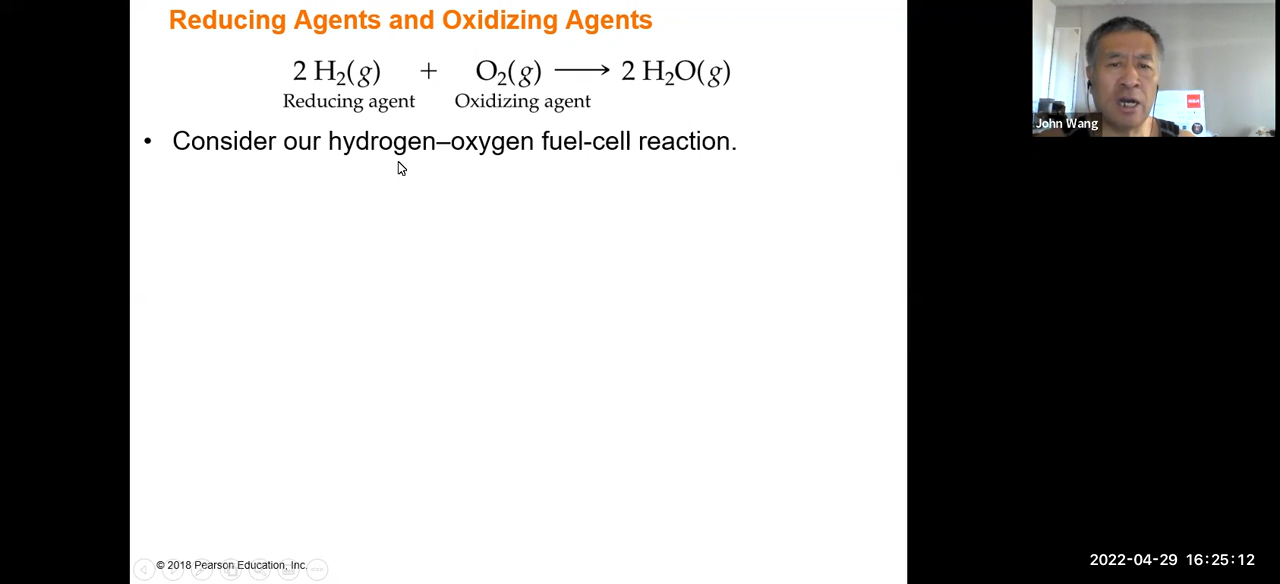 Reducing Agents and Oxidizing Agents
2 H₂(g) + O₂(g) ⟶ 2 H₂O(g)
Reducing agent Oxidizing agent
• Consider our hydrogen–oxygen fuel-cell reaction.
© 2018 Pearson Education, Inc.
RCA
John Wang
2022-04-29 16:25:12